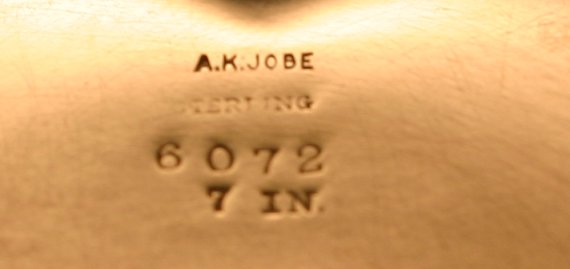 A.K.JOBE
STERLING
6072
7 IN.